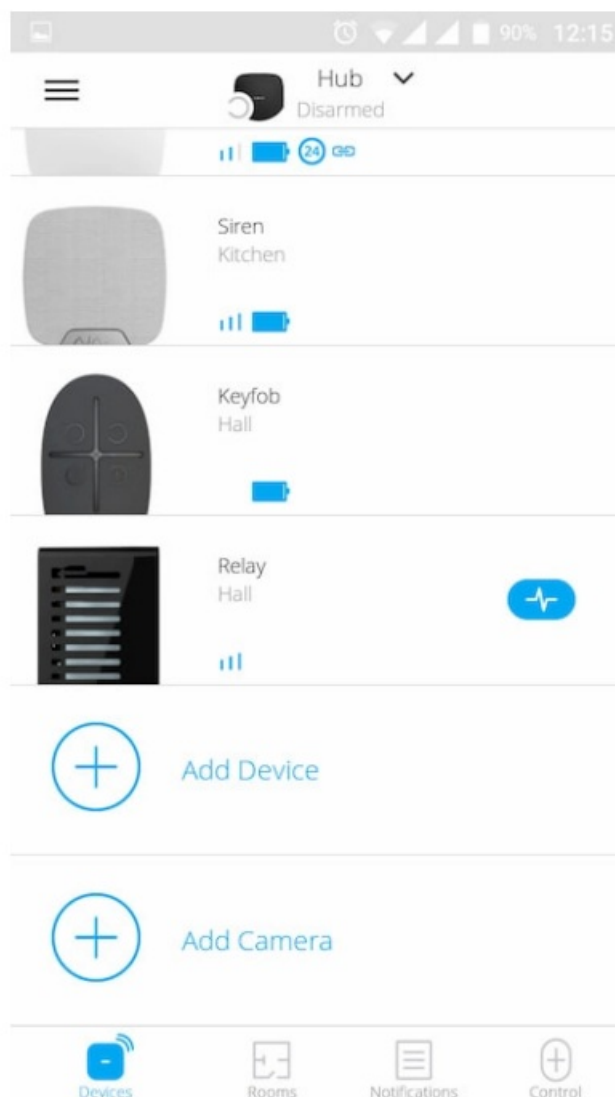 90% 12:15
Hub
Disarmed
24
Siren
Kitchen
Keyfob
Hall
Relay
Hall
Add Device
Add Camera
Devices
Rooms
Notifications
Control